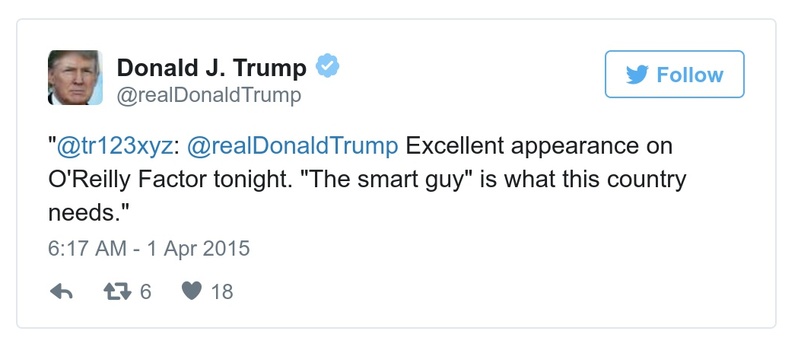 Donald J. Trump
@realDonaldTrump
Follow
"@tr123xyz: @realDonaldTrump Excellent appearance on
O'Reilly Factor tonight. "The smart guy" is what this country
needs."
6:17 AM - 1 Apr 2015
6 18